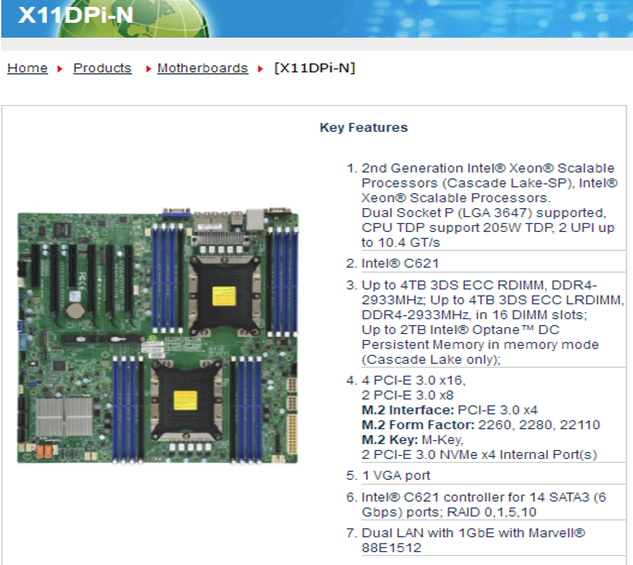 X11DPi-N
Home Products Motherboards [X11DPi-N]
Key Features
1. 2nd Generation Intel® Xeon® Scalable
Processors (Cascade Lake-SP), Intel®
Xeon® Scalable Processors.
Dual Socket P (LGA 3647) supported,
CPU TDP support 205W TDP, 2 UPI up
to 10.4 GT/s
2. Intel® C621
3. Up to 4TB 3DS ECC RDIMM, DDR4-
2933MHz; Up to 4TB 3DS ECC LRDIMM,
DDR4-2933MHz, in 16 DIMM slots;
Up to 2TB Intel® Optane™ DC
Persistent Memory in memory mode
(Cascade Lake only);
4. 4 PCI-E 3.0 x16,
2 PCI-E 3.0 x8
M.2 Interface: PCI-E 3.0 x4
M.2 Form Factor: 2260, 2280, 22110
M.2 Key: M-Key,
2 PCI-E 3.0 NVMe x4 Internal Port(s)
5. 1 VGA port
6. Intel® C621 controller for 14 SATA3 (6
Gbps) ports; RAID 0,1,5,10
7. Dual LAN with 1GbE with Marvell®
88E1512